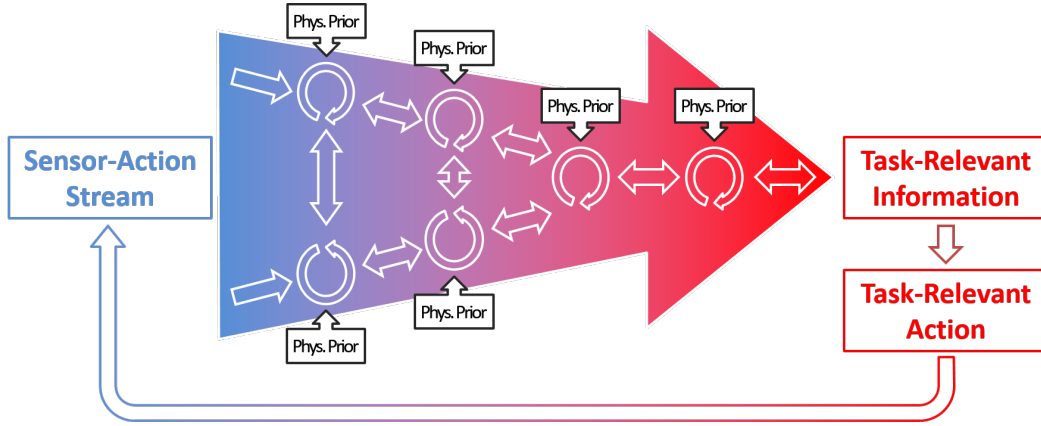 Phys. Prior
Phys. Prior
Phys. Prior
Phys. Prior
Sensor-Action
Stream
Task-Relevant
Information
Task-Relevant
Action
Phys. Prior
Phys. Prior